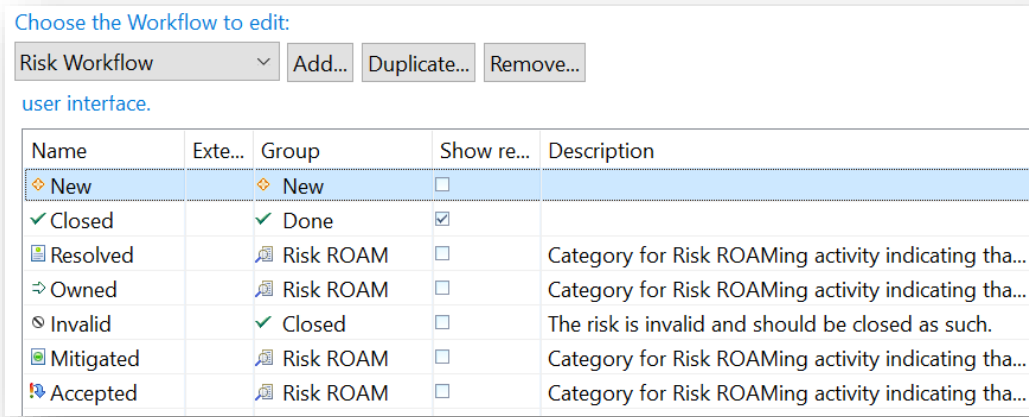 Choose the Workflow to edit:
Risk Workflow Add... Duplicate... Remove...
user interface.
Name Exte... Group Show re... Description
New New
Closed Done
Resolved Risk ROAM Category for Risk ROAMing activity indicating tha...
Owned Risk ROAM Category for Risk ROAMing activity indicating tha...
Invalid Closed The risk is invalid and should be closed as such.
Mitigated Risk ROAM Category for Risk ROAMing activity indicating tha...
Accepted Risk ROAM Category for Risk ROAMing activity indicating tha...